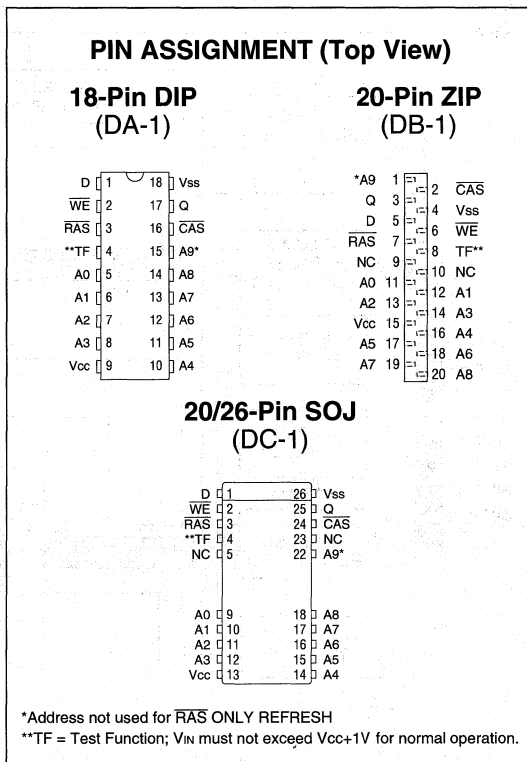 PIN ASSIGNMENT (Top View)
18-Pin DIP
(DA-1)
D 1 18 Vss
WE 2 17 Q
RAS 3 16 CAS
**TF 4 15 A9*
A0 5 14 A8
A1 6 13 A7
A2 7 12 A6
A3 8 11 A5
Vcc 9 10 A4
20-Pin ZIP
(DB-1)
*A9 1
2 CAS
Q 3
4 Vss
D 5
6 WE
RAS 7
8 TF**
NC 9
10 NC
A0 11
12 A1
A2 13
14 A3
Vcc 15
16 A4
A5 17
18 A6
A7 19
20 A8
20/26-Pin SOJ
(DC-1)
D 1 26 Vss
WE 2 25 Q
RAS 3 24 CAS
**TF 4 23 NC
NC 5 22 A9*
A0 9 18 A8
A1 10 17 A7
A2 11 16 A6
A3 12 15 A5
Vcc 13 14 A4
*Address not used for RAS ONLY REFRESH
**TF = Test Function; VIN must not exceed Vcc+1V for normal operation.